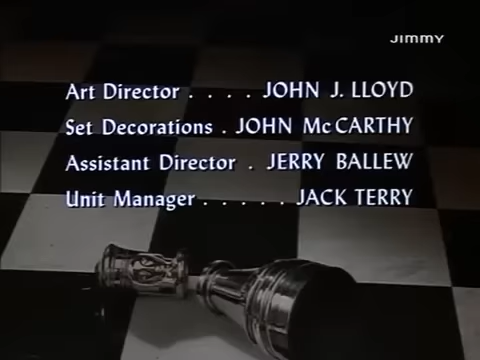 JIMMY
Art Director . . . . JOHN J. LLOYD
Set Decorations . JOHN McCARTHY
Assistant Director . JERRY BALLEW
Unit Manager . . . . . JACK TERRY